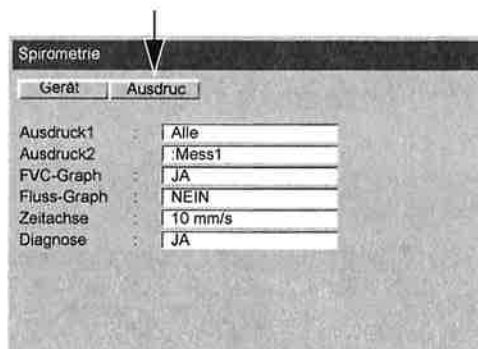 Spirometrie
Gerät Ausdruc
Ausdruck1 : Alle
Ausdruck2 : :Mess1
FVC-Graph : JA
Fluss-Graph : NEIN
Zeitachse : 10 mm/s
Diagnose : JA